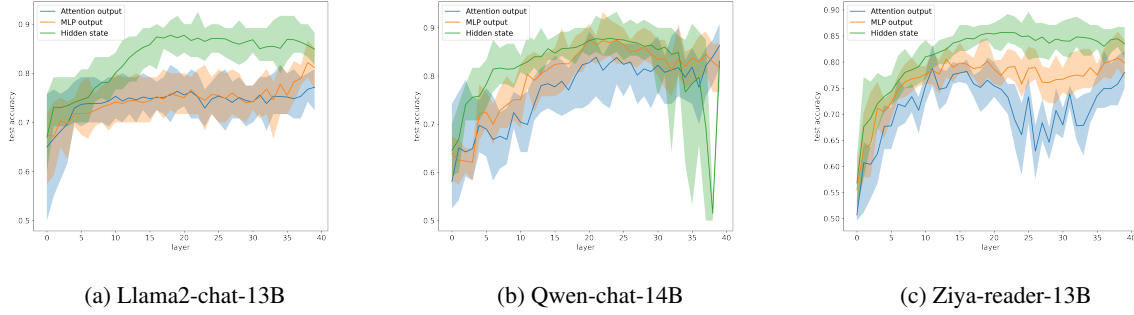 Attention output
MLP output
Hidden state
test accuracy
0.9
0.8
0.7
0.6
0.5
0 5 10 15 20 25 30 35 40
layer
(a) Llama2-chat-13B
Attention output
MLP output
Hidden state
test accuracy
0.9
0.8
0.7
0.6
0.5
0 5 10 15 20 25 30 35 40
layer
(b) Qwen-chat-14B
Attention output
MLP output
Hidden state
test accuracy
0.90
0.85
0.80
0.75
0.70
0.65
0.60
0.55
0.50
0 5 10 15 20 25 30 35 40
layer
(c) Ziya-reader-13B